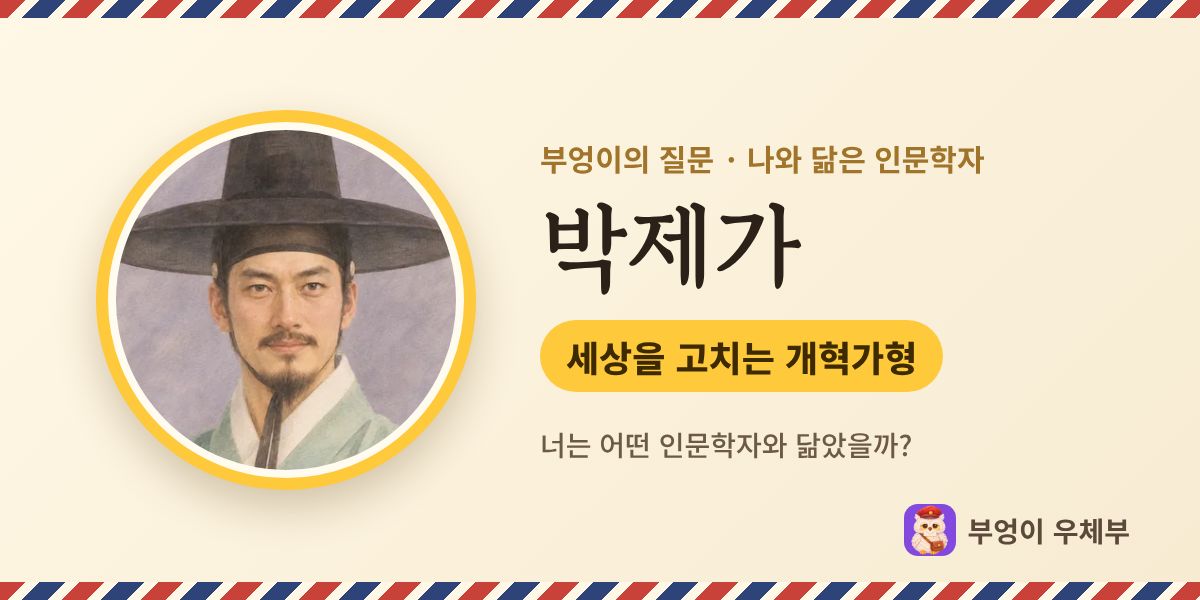 부엉이의 질문 · 나와 닮은 인문학자
박제가
세상을 고치는 개혁가형
너는 어떤 인문학자와 닮았을까?
부엉이 우체부